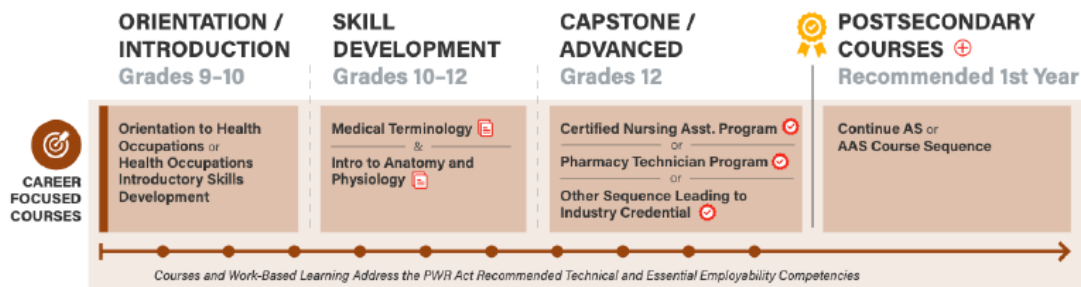 ORIENTATION /
INTRODUCTION
Grades 9–10
SKILL
DEVELOPMENT
Grades 10–12
CAPSTONE /
ADVANCED
Grades 12
POSTSECONDARY
COURSES
Recommended 1st Year
CAREER
FOCUSED
COURSES
Orientation to Health
Occupations or
Health Occupations
Introductory Skills
Development
Medical Terminology
&
Intro to Anatomy and
Physiology
Certified Nursing Asst. Program
or
Pharmacy Technician Program
or
Other Sequence Leading to
Industry Credential
Continue AS or
AAS Course Sequence
Courses and Work-Based Learning Address the PWR Act Recommended Technical and Essential Employability Competencies